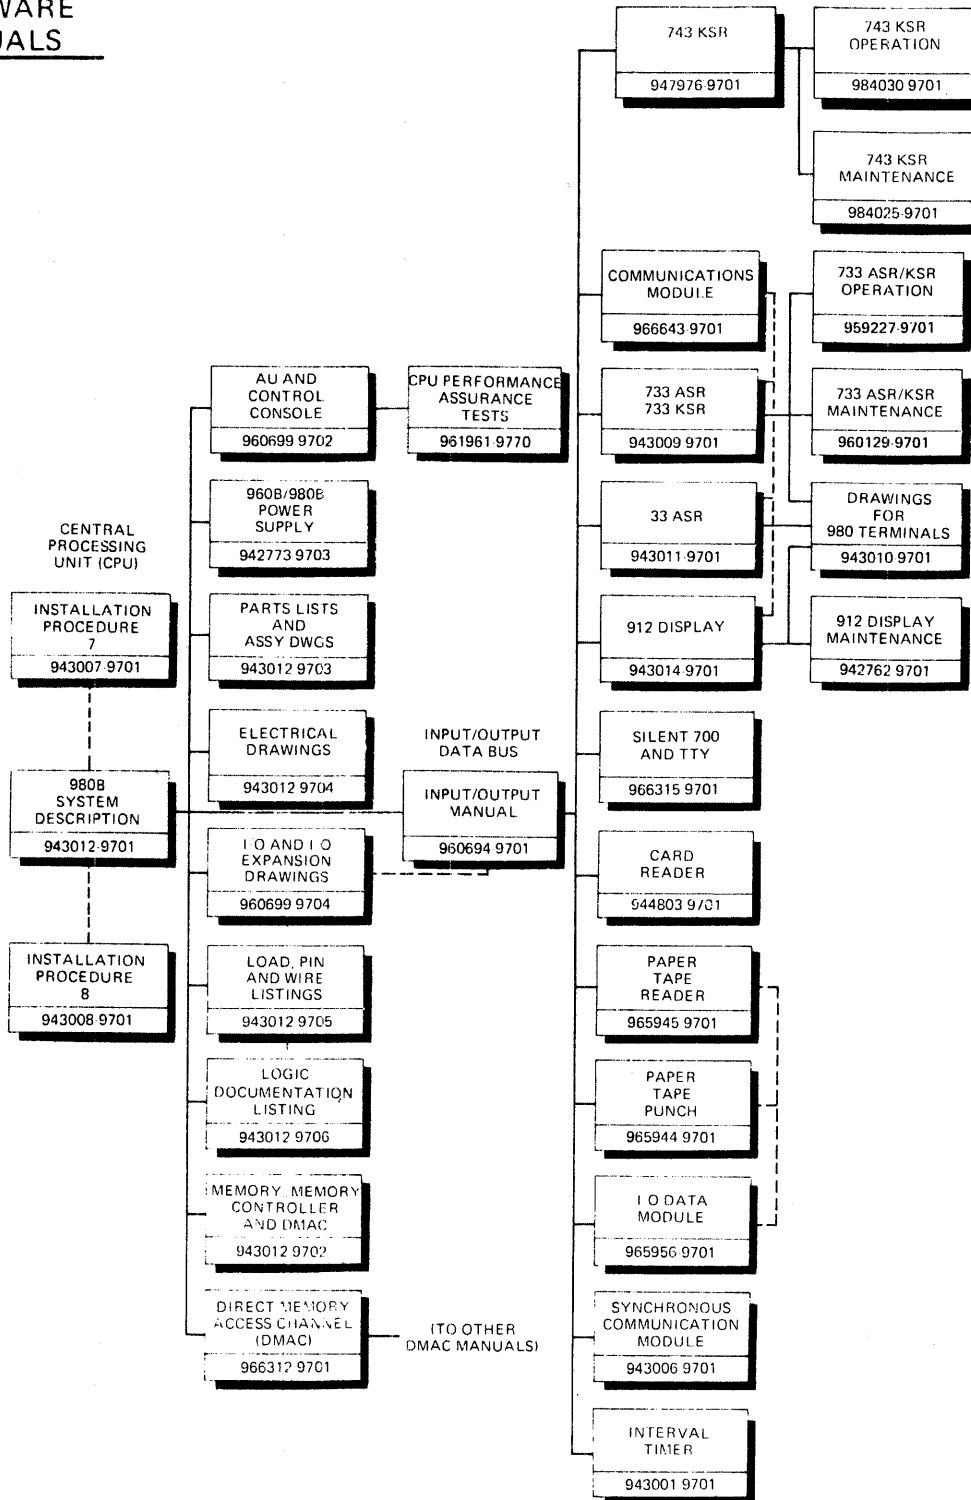 WARE
UALS
743 KSR
947976-9701
743 KSR
OPERATION
984030 9701
743 KSR
MAINTENANCE
984025-9701
COMMUNICATIONS
MODULE
966643-9701
733 ASR/KSR
OPERATION
959227-9701
AU AND
CONTROL
CONSOLE
960699 9702
CPU PERFORMANCE
ASSURANCE
TESTS
961961-9770
733 ASR
733 KSR
943009 9701
733 ASR/KSR
MAINTENANCE
960129-9701
960B/980B
POWER
SUPPLY
942773 9703
33 ASR
943011-9701
DRAWINGS
FOR
980 TERMINALS
943010-9701
CENTRAL
PROCESSING
UNIT (CPU)
INSTALLATION
PROCEDURE
7
943007-9701
PARTS LISTS
AND
ASSY DWGS
943012 9703
912 DISPLAY
943014-9701
912 DISPLAY
MAINTENANCE
942762 9701
ELECTRICAL
DRAWINGS
943012 9704
INPUT/OUTPUT
DATA BUS
SILENT 700
AND TTY
966315 9701
980B
SYSTEM
DESCRIPTION
943012-9701
INPUT/OUTPUT
MANUAL
960694-9701
I O AND I O
EXPANSION
DRAWINGS
960699 9704
CARD
READER
944803 9701
INSTALLATION
PROCEDURE
8
943008-9701
LOAD, PIN
AND WIRE
LISTINGS
943012 9705
PAPER
TAPE
READER
965945 9701
LOGIC
DOCUMENTATION
LISTING
943012 9706
PAPER
TAPE
PUNCH
965944 9701
MEMORY, MEMORY
CONTROLLER
AND DMAC
943012 9702
I O DATA
MODULE
965956-9701
DIRECT MEMORY
ACCESS CHANNEL
(DMAC)
966312 9701
(TO OTHER
DMAC MANUALS)
SYNCHRONOUS
COMMUNICATION
MODULE
943006 9701
INTERVAL
TIMER
943001 9701